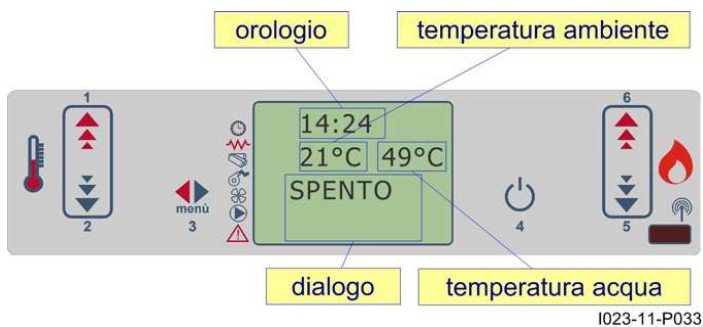 orologio
temperatura ambiente
1
6
14:24
21°C
49°C
SPENTO
menù
2
3
4
5
dialogo
temperatura acqua
I023-11-P033